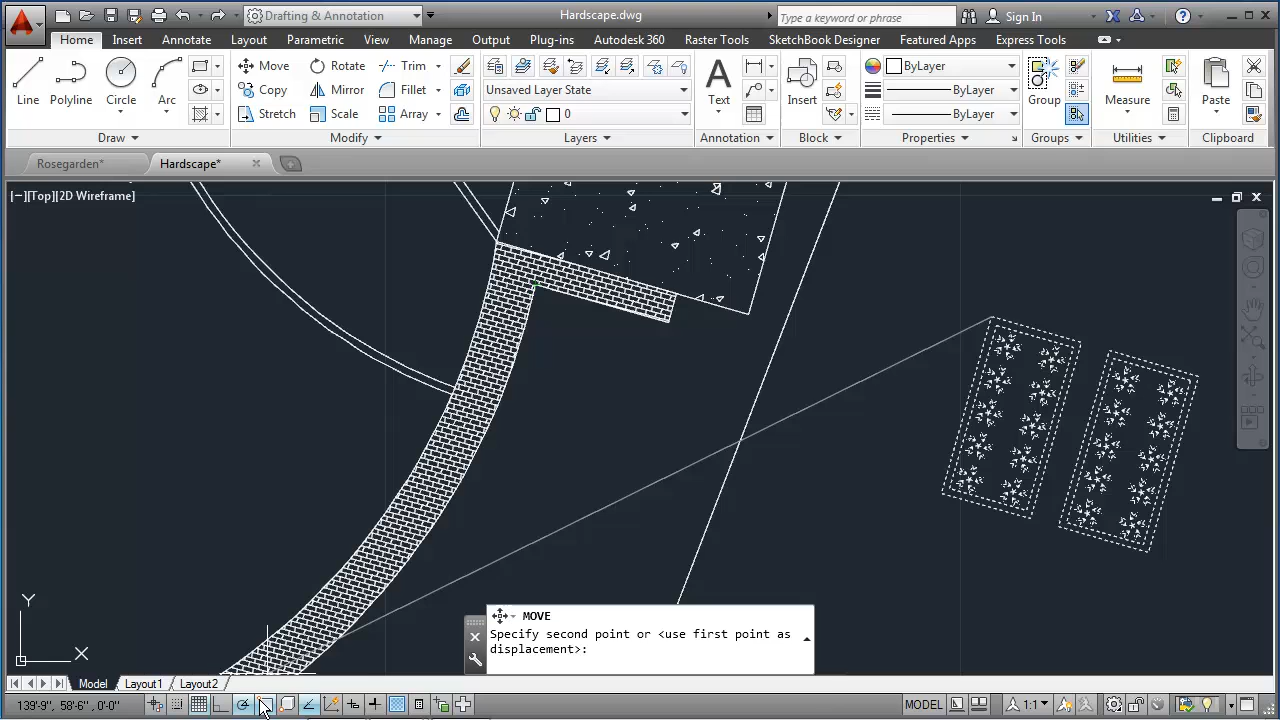 Drafting & Annotation
Hardscape.dwg
Type a keyword or phrase
Sign In
Home Insert Annotate Layout Parametric View Manage Output Plug-ins Autodesk 360 Raster Tools SketchBook Designer Featured Apps Express Tools
Line Polyline Circle Arc
Move Rotate Trim
Copy Mirror Fillet
Stretch Scale Array
Unsaved Layer State
0
Text
Insert
ByLayer
ByLayer
ByLayer
Group
Measure
Paste
Draw Modify Layers Annotation Block Properties Groups Utilities Clipboard
Rosegarden* Hardscape*
[−][Top][2D Wireframe]
Y
X
MOVE
Specify second point or <use first point as
displacement>:
Model Layout1 Layout2
139'-9", 58'-6", 0'-0"
MODEL
1:1